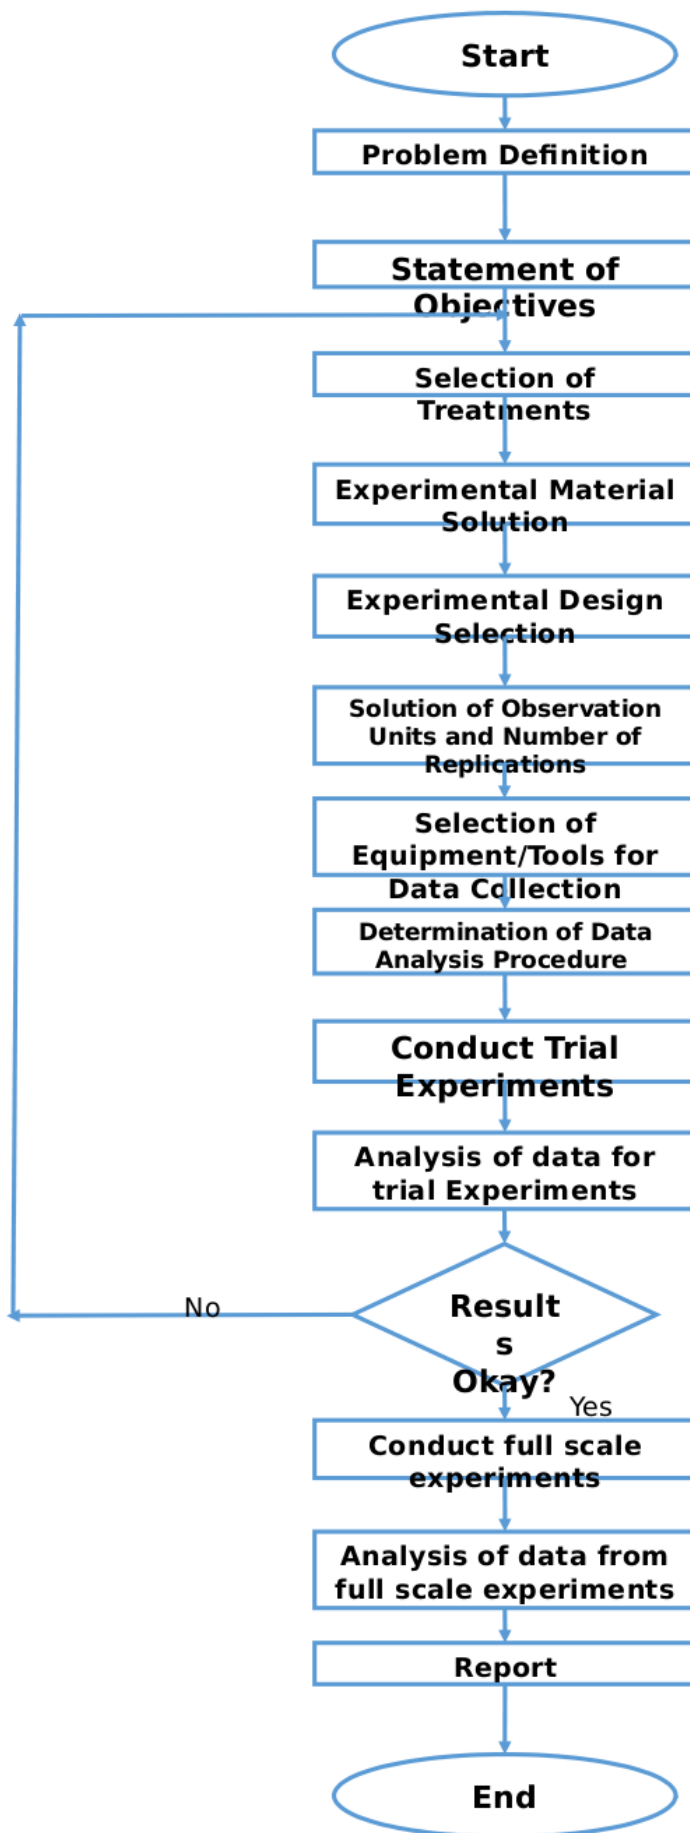 Start
Problem Definition
Statement of
Objectives
Selection of
Treatments
Experimental Material
Solution
Experimental Design
Selection
Solution of Observation
Units and Number of
Replications
Selection of
Equipment/Tools for
Data Collection
Determination of Data
Analysis Procedure
Conduct Trial
Experiments
Analysis of data for
trial Experiments
No
Result
s
Okay?
Yes
Conduct full scale
experiments
Analysis of data from
full scale experiments
Report
End